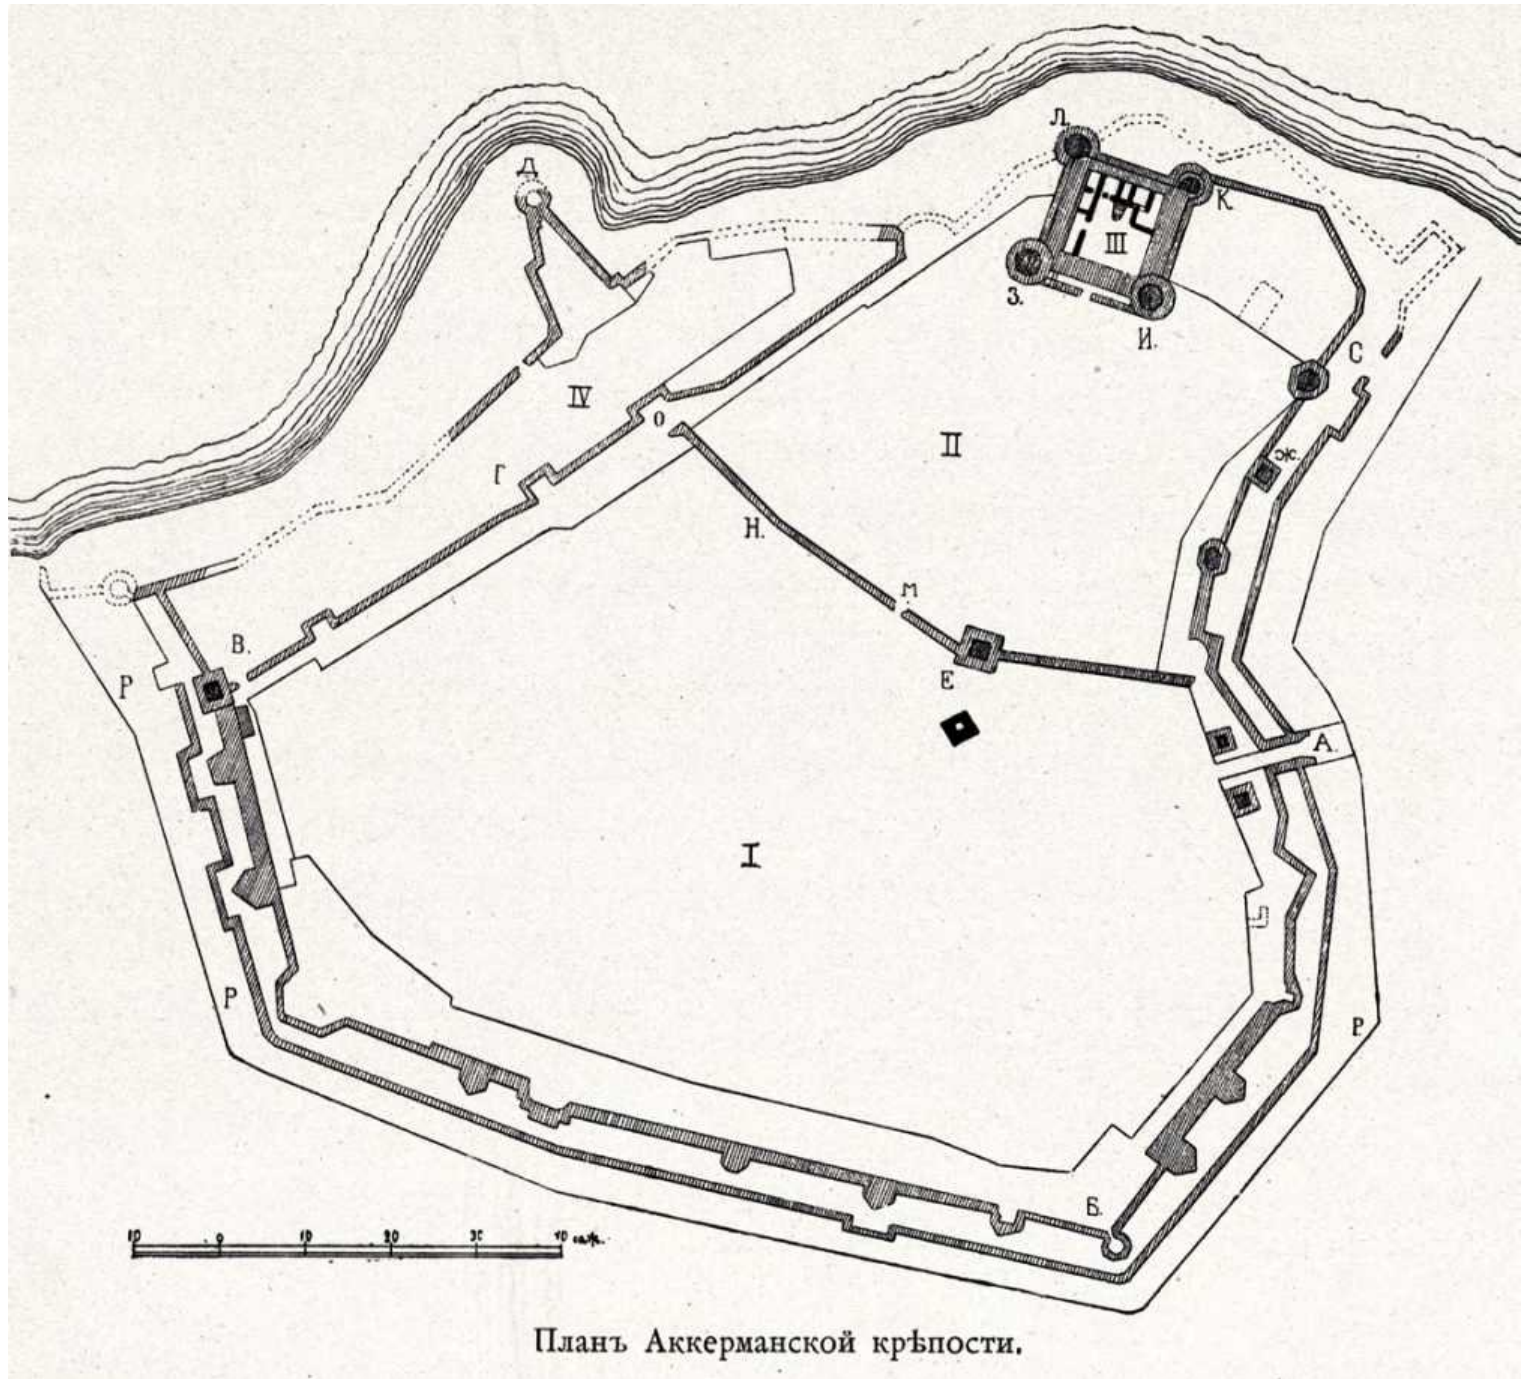 Л.
Д
К.
III
З.
И.
С
IV
О
II
ж.
Г
Н.
М
В.
Е
Р
А.
I
Р
Р.
Б.
10 0 10 20 30 40 саж.
Планъ Аккерманской крѣпости.